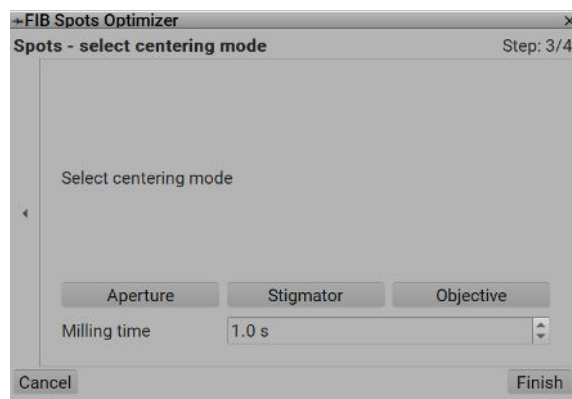 FIB Spots Optimizer
Spots - select centering mode Step: 3/4
Select centering mode
Aperture Stigmator Objective
Milling time 1.0 s
Cancel Finish